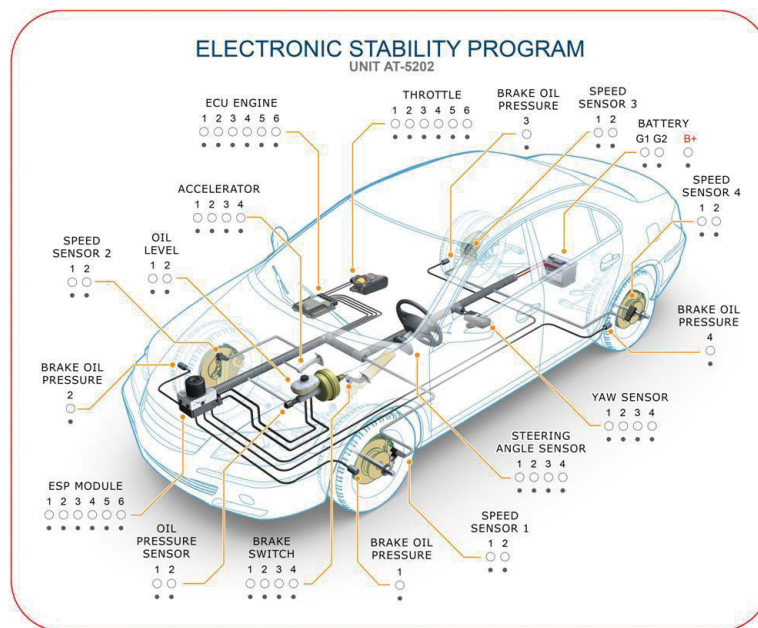 ELECTRONIC STABILITY PROGRAM
UNIT AT-5202
ECU ENGINE
1 2 3 4 5 6
THROTTLE
1 2 3 4 5 6
BRAKE OIL
PRESSURE
3
SPEED
SENSOR 3
1 2
BATTERY
G1 G2 B+
SPEED
SENSOR 4
1 2
ACCELERATOR
1 2 3 4
OIL
LEVEL
1 2
SPEED
SENSOR 2
1 2
BRAKE OIL
PRESSURE
4
BRAKE OIL
PRESSURE
2
YAW SENSOR
1 2 3 4
STEERING
ANGLE SENSOR
1 2 3 4
ESP MODULE
1 2 3 4 5 6
OIL
PRESSURE
SENSOR
1 2
BRAKE
SWITCH
1 2 3 4
BRAKE OIL
PRESSURE
1
SPEED
SENSOR 1
1 2